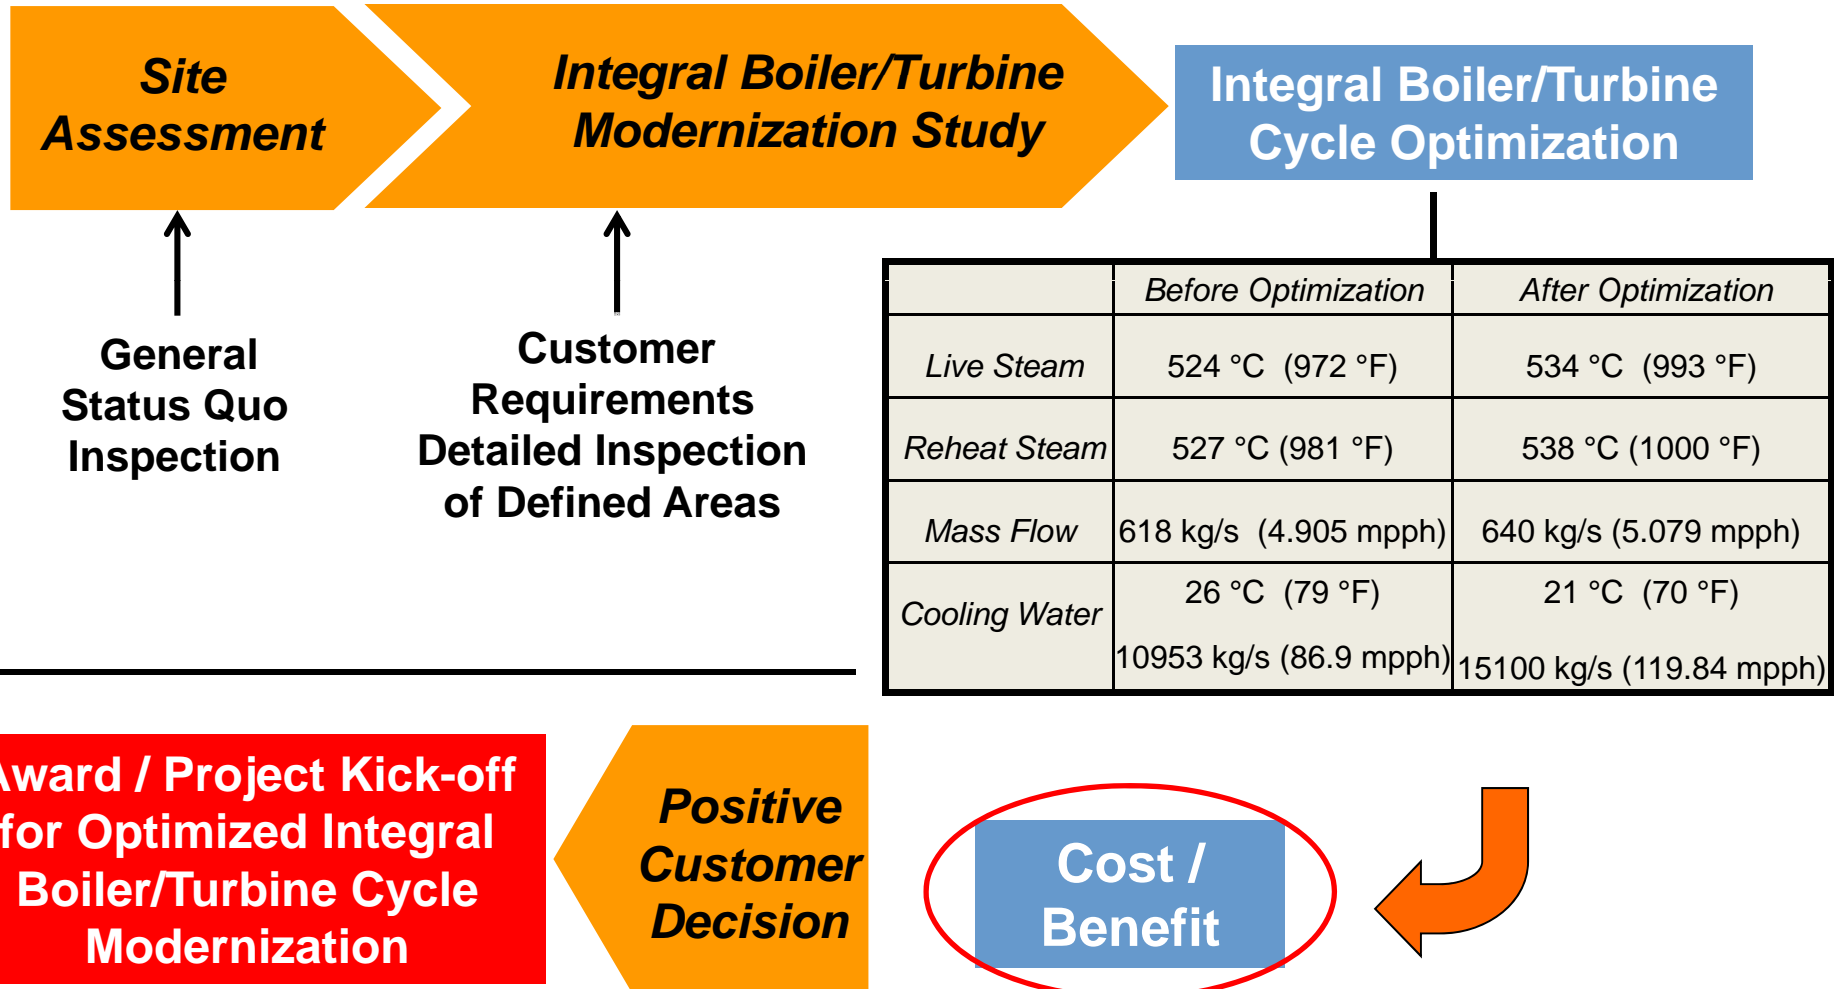 Site
Assessment
Integral Boiler/Turbine
Modernization Study
Integral Boiler/Turbine
Cycle Optimization
General
Status Quo
Inspection
Customer
Requirements
Detailed Inspection
of Defined Areas
Before Optimization After Optimization
Live Steam 524 °C (972 °F) 534 °C (993 °F)
Reheat Steam 527 °C (981 °F) 538 °C (1000 °F)
Mass Flow 618 kg/s (4.905 mpph) 640 kg/s (5.079 mpph)
Cooling Water 26 °C (79 °F) 21 °C (70 °F)
10953 kg/s (86.9 mpph) 15100 kg/s (119.84 mpph)
Award / Project Kick-off
for Optimized Integral
Boiler/Turbine Cycle
Modernization
Positive
Customer
Decision
Cost /
Benefit